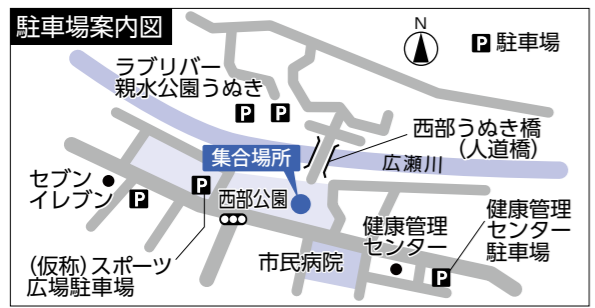 駐車場案内図
N
P 駐車場
ラブリバー
親水公園うぬき
P P
西部うぬき橋
(人道橋)
集合場所
広瀬川
セブン
イレブン
P
P
西部公園
健康管理
センター
健康管理
センター
駐車場
(仮称)スポーツ
広場駐車場
市民病院
P